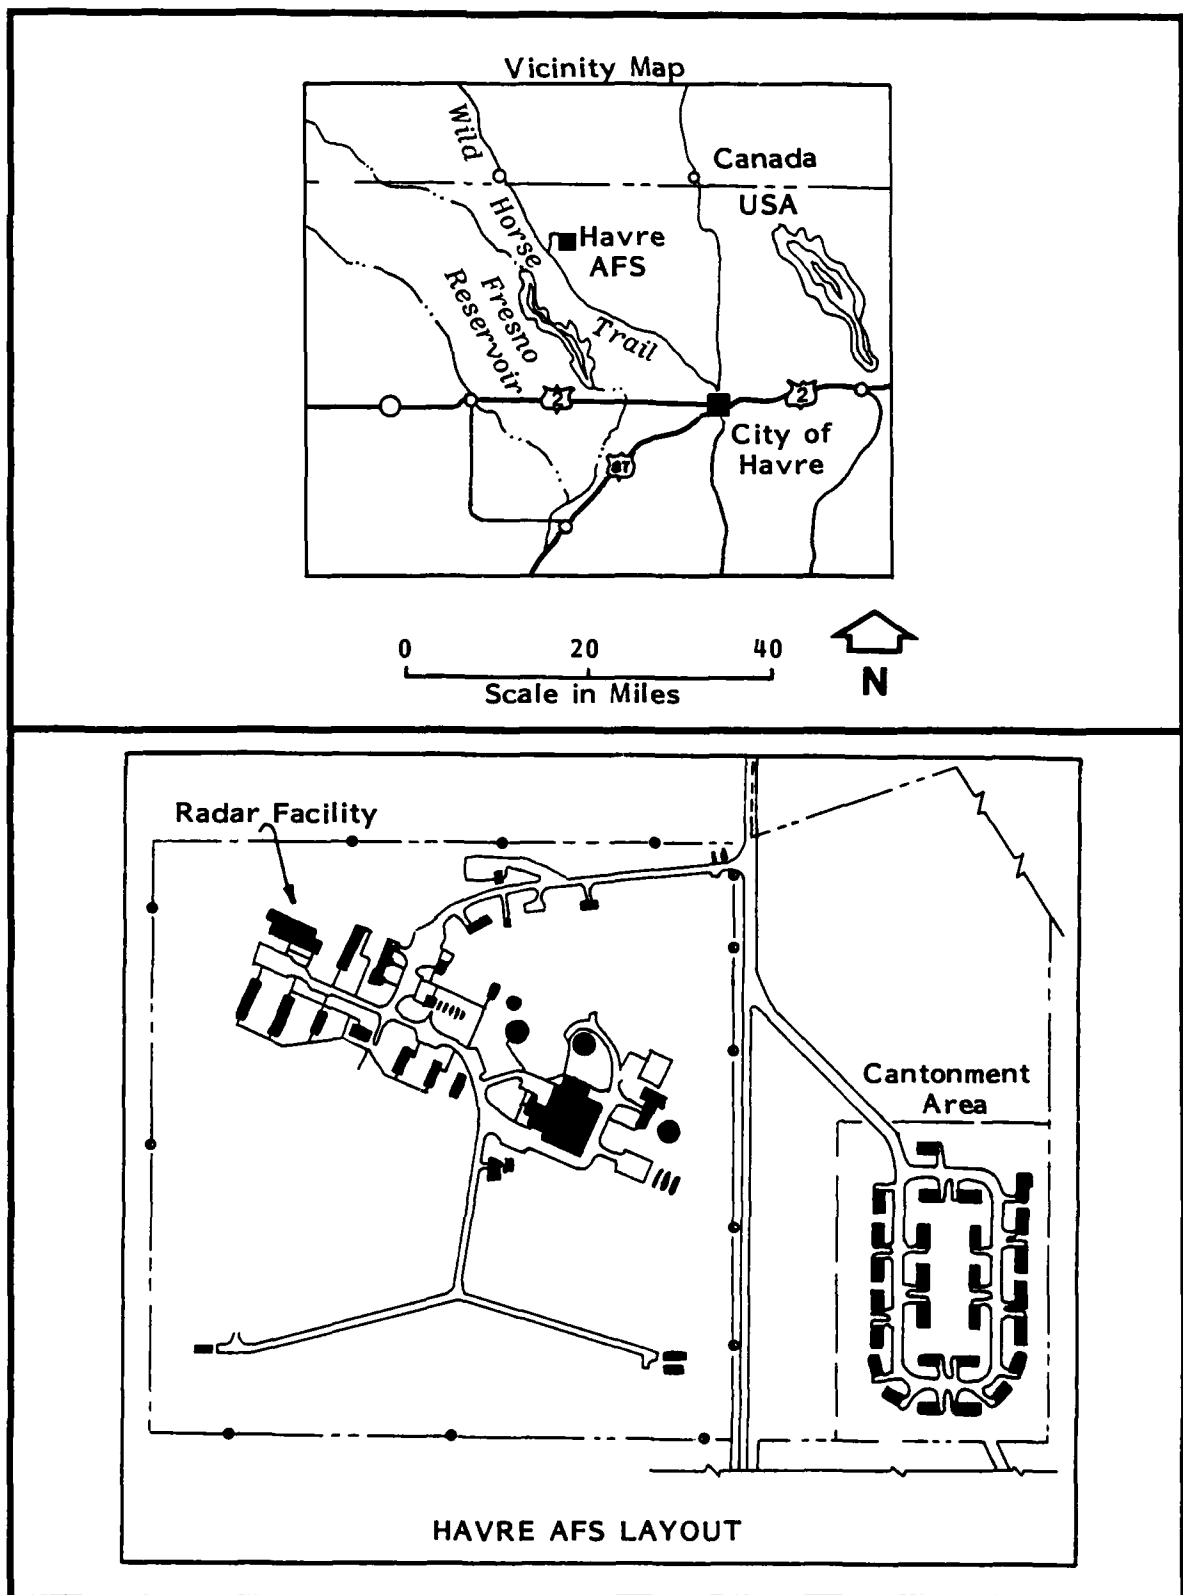 Vicinity Map
Wild
Horse
Trail
Canada
USA
Havre
AFS
Fresno
Reservoir
2
2
City of
Havre
87
0 20 40
Scale in Miles
N
Radar Facility
Cantonment
Area
HAVRE AFS LAYOUT